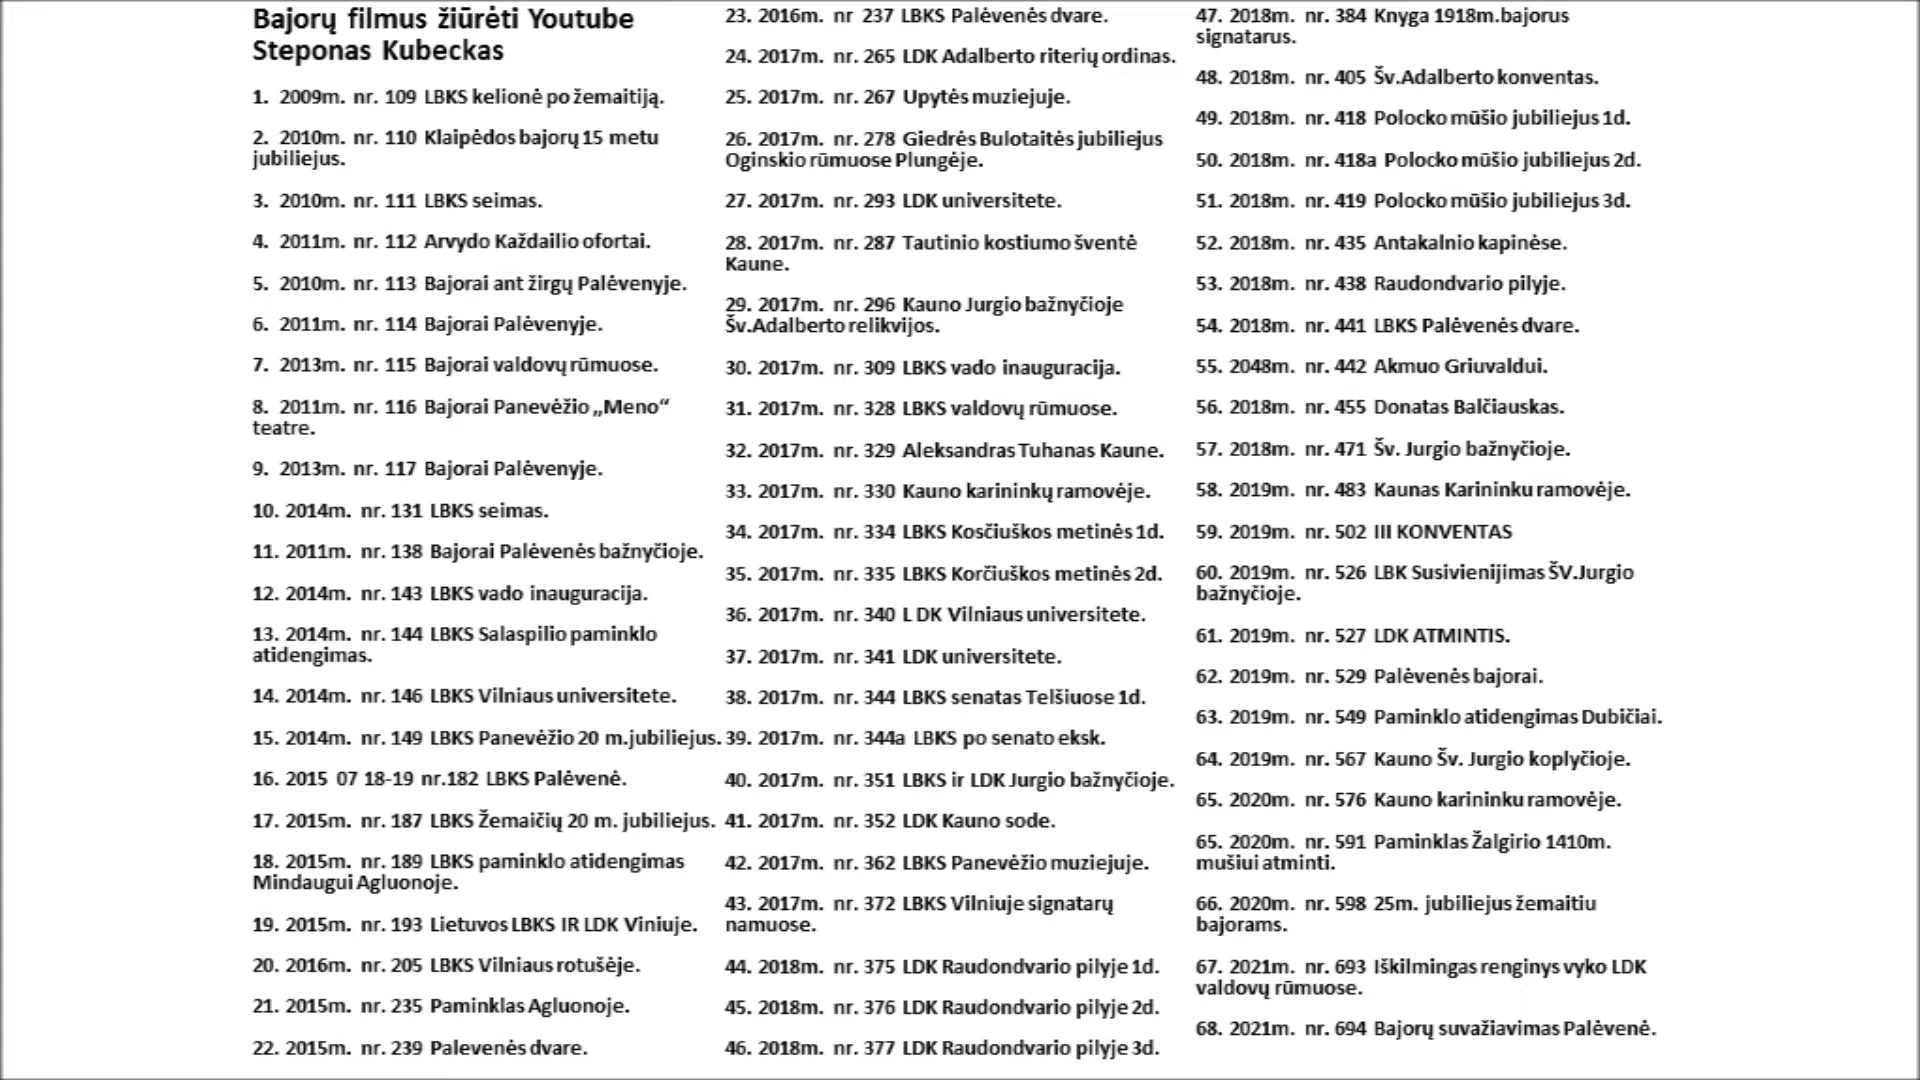 Bajorų filmus žiūrėti Youtube
Steponas Kubeckas
1. 2009m. nr. 109 LBKS kelionė po žemaitiją.
2. 2010m. nr. 110 Klaipėdos bajorų 15 metu
jubiliejus.
3. 2010m. nr. 111 LBKS seimas.
4. 2011m. nr. 112 Arvydo Každailio ofortai.
5. 2010m. nr. 113 Bajorai ant žirgų Palėvenyje.
6. 2011m. nr. 114 Bajorai Palėvenyje.
7. 2013m. nr. 115 Bajorai valdovų rūmuose.
8. 2011m. nr. 116 Bajorai Panevėžio „Meno“
teatre.
9. 2013m. nr. 117 Bajorai Palėvenyje.
10. 2014m. nr. 131 LBKS seimas.
11. 2011m. nr. 138 Bajorai Palėvenės bažnyčioje.
12. 2014m. nr. 143 LBKS vado inauguracija.
13. 2014m. nr. 144 LBKS Salaspilio paminklo
atidengimas.
14. 2014m. nr. 146 LBKS Vilniaus universitete.
15. 2014m. nr. 149 LBKS Panevėžio 20 m.jubiliejus.
16. 2015 07 18-19 nr.182 LBKS Palėvenė.
17. 2015m. nr. 187 LBKS Žemaičių 20 m. jubiliejus.
18. 2015m. nr. 189 LBKS paminklo atidengimas
Mindaugui Agluonoje.
19. 2015m. nr. 193 Lietuvos LBKS IR LDK Viniuje.
20. 2016m. nr. 205 LBKS Vilniaus rotušėje.
21. 2015m. nr. 235 Paminklas Agluonoje.
22. 2015m. nr. 239 Palevenės dvare.
23. 2016m. nr 237 LBKS Palėvenės dvare.
24. 2017m. nr. 265 LDK Adalberto riterių ordinas.
25. 2017m. nr. 267 Upytės muziejuje.
26. 2017m. nr. 278 Giedrės Bulotaitės jubiliejus
Oginskio rūmuose Plungėje.
27. 2017m. nr. 293 LDK universitete.
28. 2017m. nr. 287 Tautinio kostiumo šventė
Kaune.
29. 2017m. nr. 296 Kauno Jurgio bažnyčioje
Šv.Adalberto relikvijos.
30. 2017m. nr. 309 LBKS vado inauguracija.
31. 2017m. nr. 328 LBKS valdovų rūmuose.
32. 2017m. nr. 329 Aleksandras Tuhanas Kaune.
33. 2017m. nr. 330 Kauno karininkų ramovėje.
34. 2017m. nr. 334 LBKS Kosčiuškos metinės 1d.
35. 2017m. nr. 335 LBKS Korčiuškos metinės 2d.
36. 2017m. nr. 340 L DK Vilniaus universitete.
37. 2017m. nr. 341 LDK universitete.
38. 2017m. nr. 344 LBKS senatas Telšiuose 1d.
39. 2017m. nr. 344a LBKS po senato eksk.
40. 2017m. nr. 351 LBKS ir LDK Jurgio bažnyčioje.
41. 2017m. nr. 352 LDK Kauno sode.
42. 2017m. nr. 362 LBKS Panevėžio muziejuje.
43. 2017m. nr. 372 LBKS Vilniuje signatarų
namuose.
44. 2018m. nr. 375 LDK Raudondvario pilyje 1d.
45. 2018m. nr. 376 LDK Raudondvario pilyje 2d.
46. 2018m. nr. 377 LDK Raudondvario pilyje 3d.
47. 2018m. nr. 384 Knyga 1918m.bajorus
signatarus.
48. 2018m. nr. 405 Šv.Adalberto konventas.
49. 2018m. nr. 418 Polocko mūšio jubiliejus 1d.
50. 2018m. nr. 418a Polocko mūšio jubiliejus 2d.
51. 2018m. nr. 419 Polocko mūšio jubiliejus 3d.
52. 2018m. nr. 435 Antakalnio kapinėse.
53. 2018m. nr. 438 Raudondvario pilyje.
54. 2018m. nr. 441 LBKS Palėvenės dvare.
55. 2048m. nr. 442 Akmuo Griuvaldui.
56. 2018m. nr. 455 Donatas Balčiauskas.
57. 2018m. nr. 471 Šv. Jurgio bažnyčioje.
58. 2019m. nr. 483 Kaunas Karininku ramovėje.
59. 2019m. nr. 502 III KONVENTAS
60. 2019m. nr. 526 LBK Susivienijimas ŠV.Jurgio
bažnyčioje.
61. 2019m. nr. 527 LDK ATMINTIS.
62. 2019m. nr. 529 Palėvenės bajorai.
63. 2019m. nr. 549 Paminklo atidengimas Dubičiai.
64. 2019m. nr. 567 Kauno Šv. Jurgio koplyčioje.
65. 2020m. nr. 576 Kauno karininku ramovėje.
65. 2020m. nr. 591 Paminklas Žalgirio 1410m.
mušiui atminti.
66. 2020m. nr. 598 25m. jubiliejus žemaitiu
bajorams.
67. 2021m. nr. 693 Iškilmingas renginys vyko LDK
valdovų rūmuose.
68. 2021m. nr. 694 Bajorų suvažiavimas Palėvenė.